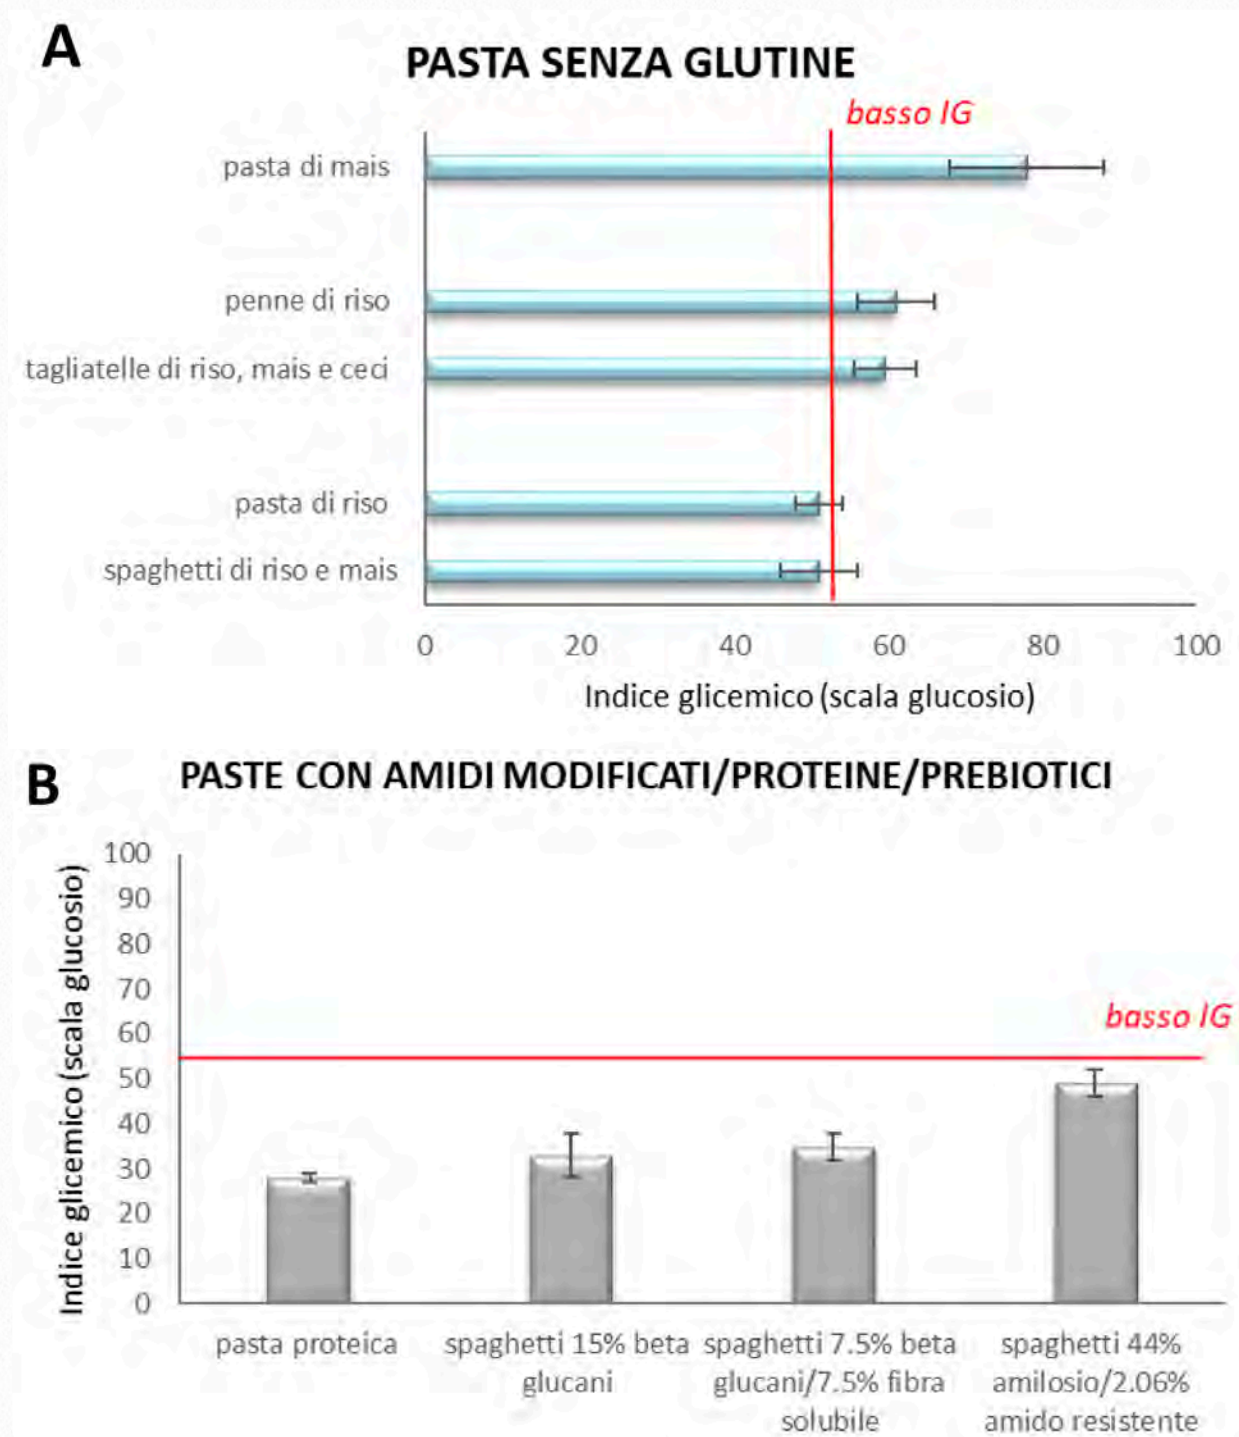 A
PASTA SENZA GLUTINE
basso IG
pasta di mais
penne di riso
tagliatelle di riso, mais e ceci
pasta di riso
spaghetti di riso e mais
0 20 40 60 80 100
Indice glicemico (scala glucosio)
B
PASTE CON AMIDI MODIFICATI/PROTEINE/PREBIOTICI
Indice glicemico (scala glucosio)
100
90
80
70
60
50
40
30
20
10
0
basso IG
pasta proteica
spaghetti 15% beta
glucani
spaghetti 7.5% beta
glucani/7.5% fibra
solubile
spaghetti 44%
amilosio/2.06%
amido resistente